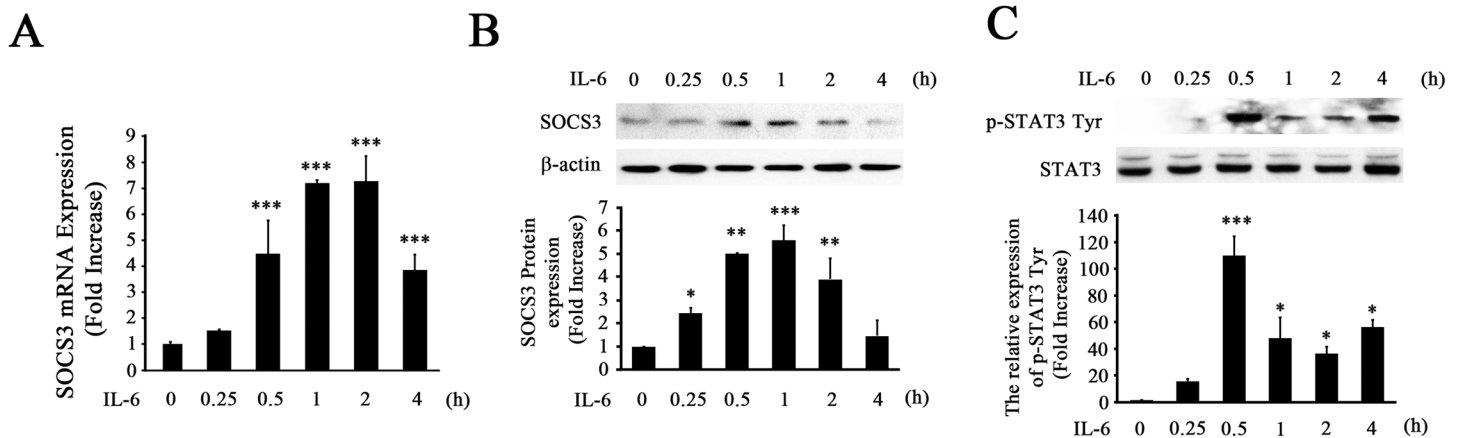 A
SOCS3 mRNA Expression
(Fold Increase)
9
8
7
6
5
4
3
2
1
0
***
***
***
***
IL-6 0 0.25 0.5 1 2 4 (h)
B
IL-6 0 0.25 0.5 1 2 4 (h)
SOCS3
β-actin
SOCS3 Protein
expression
(Fold Increase)
7
6
5
4
3
2
1
0
*
**
***
**
IL-6 0 0.25 0.5 1 2 4 (h)
C
IL-6 0 0.25 0.5 1 2 4 (h)
p-STAT3 Tyr
STAT3
The relative expression
of p-STAT3 Tyr
(Fold Increase)
140
120
100
80
60
40
20
0
***
*
*
*
IL-6 0 0.25 0.5 1 2 4 (h)